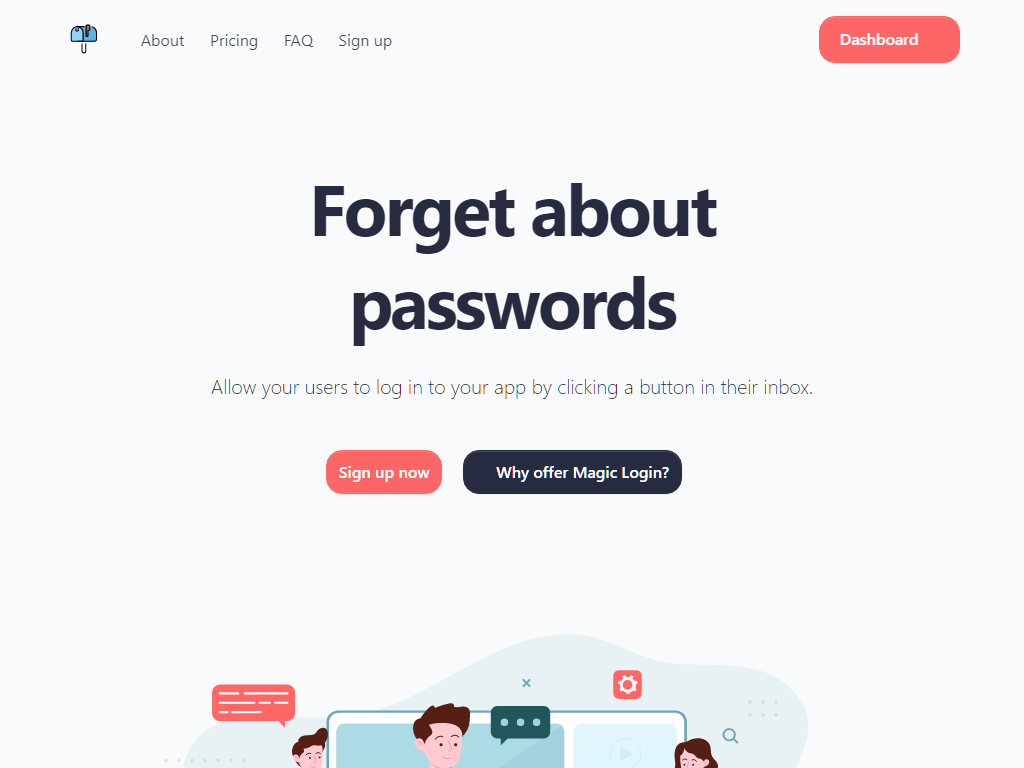 About
Pricing
FAQ
Sign up
Dashboard
Forget about
passwords
Allow your users to log in to your app by clicking a button in their inbox.
Sign up now
Why offer Magic Login?